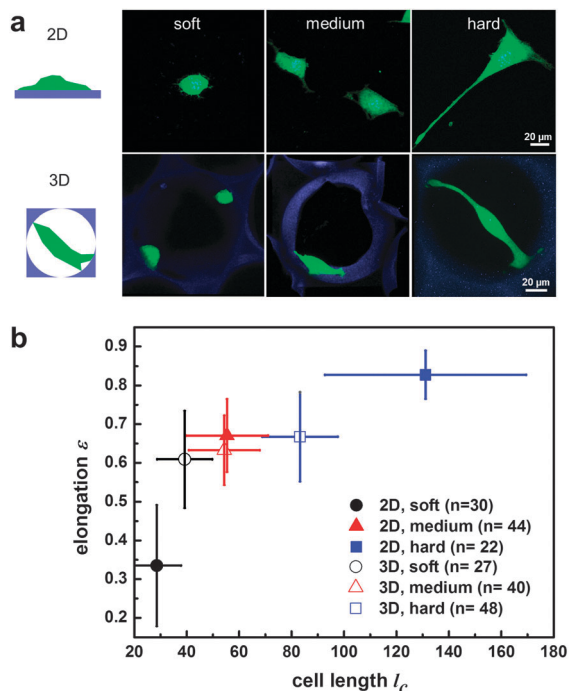 a
2D
soft
medium
hard
20 µm
3D
20 µm
b
elongation ε
0.9
0.8
0.7
0.6
0.5
0.4
0.3
0.2
2D, soft (n=30)
2D, medium (n= 44)
2D, hard (n= 22)
3D, soft (n= 27)
3D, medium (n= 40)
3D, hard (n= 48)
20 40 60 80 100 120 140 160 180
cell length lc